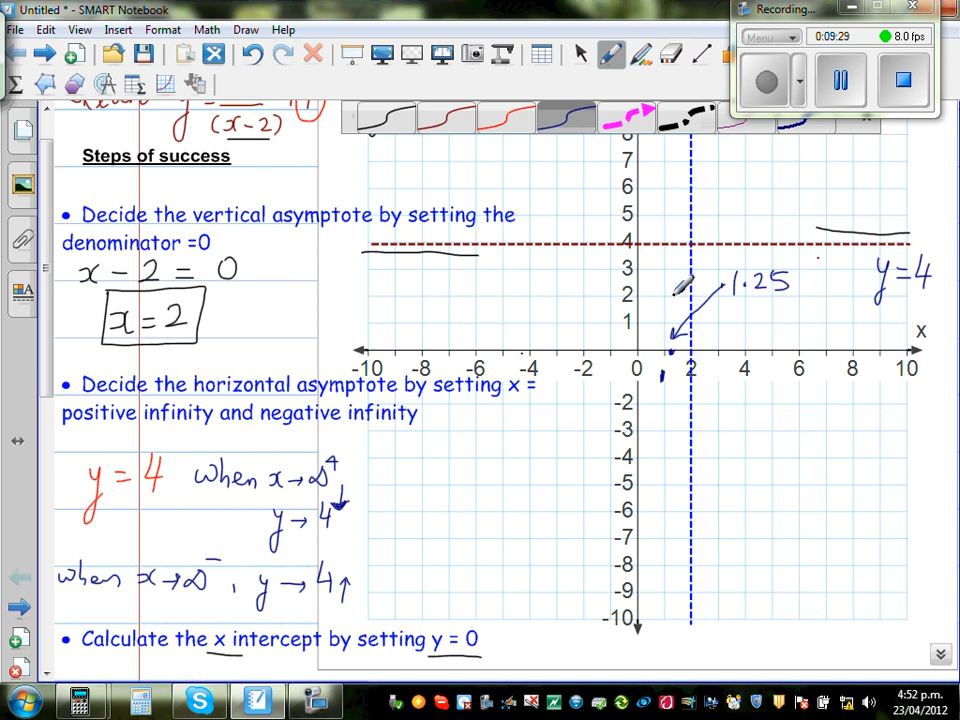 Untitled * - SMART Notebook
Recording...
File Edit View Insert Format Math Draw Help
Menu 0:09:29 8.0 fps
y = (x-2)
Steps of success
• Decide the vertical asymptote by setting the
denominator =0
x - 2 = 0
x = 2
• Decide the horizontal asymptote by setting x =
positive infinity and negative infinity
y = 4 when x → ∞⁺
y → 4↓
when x → ∞⁻, y → 4↑
• Calculate the x intercept by setting y = 0
8
7
6
5
4
3
2
1
-10 -8 -6 -4 -2 0 2 4 6 8 10
x
-2
-3
-4
-5
-6
-7
-8
-9
-10
y=4
1.25
4:52 p.m.
23/04/2012